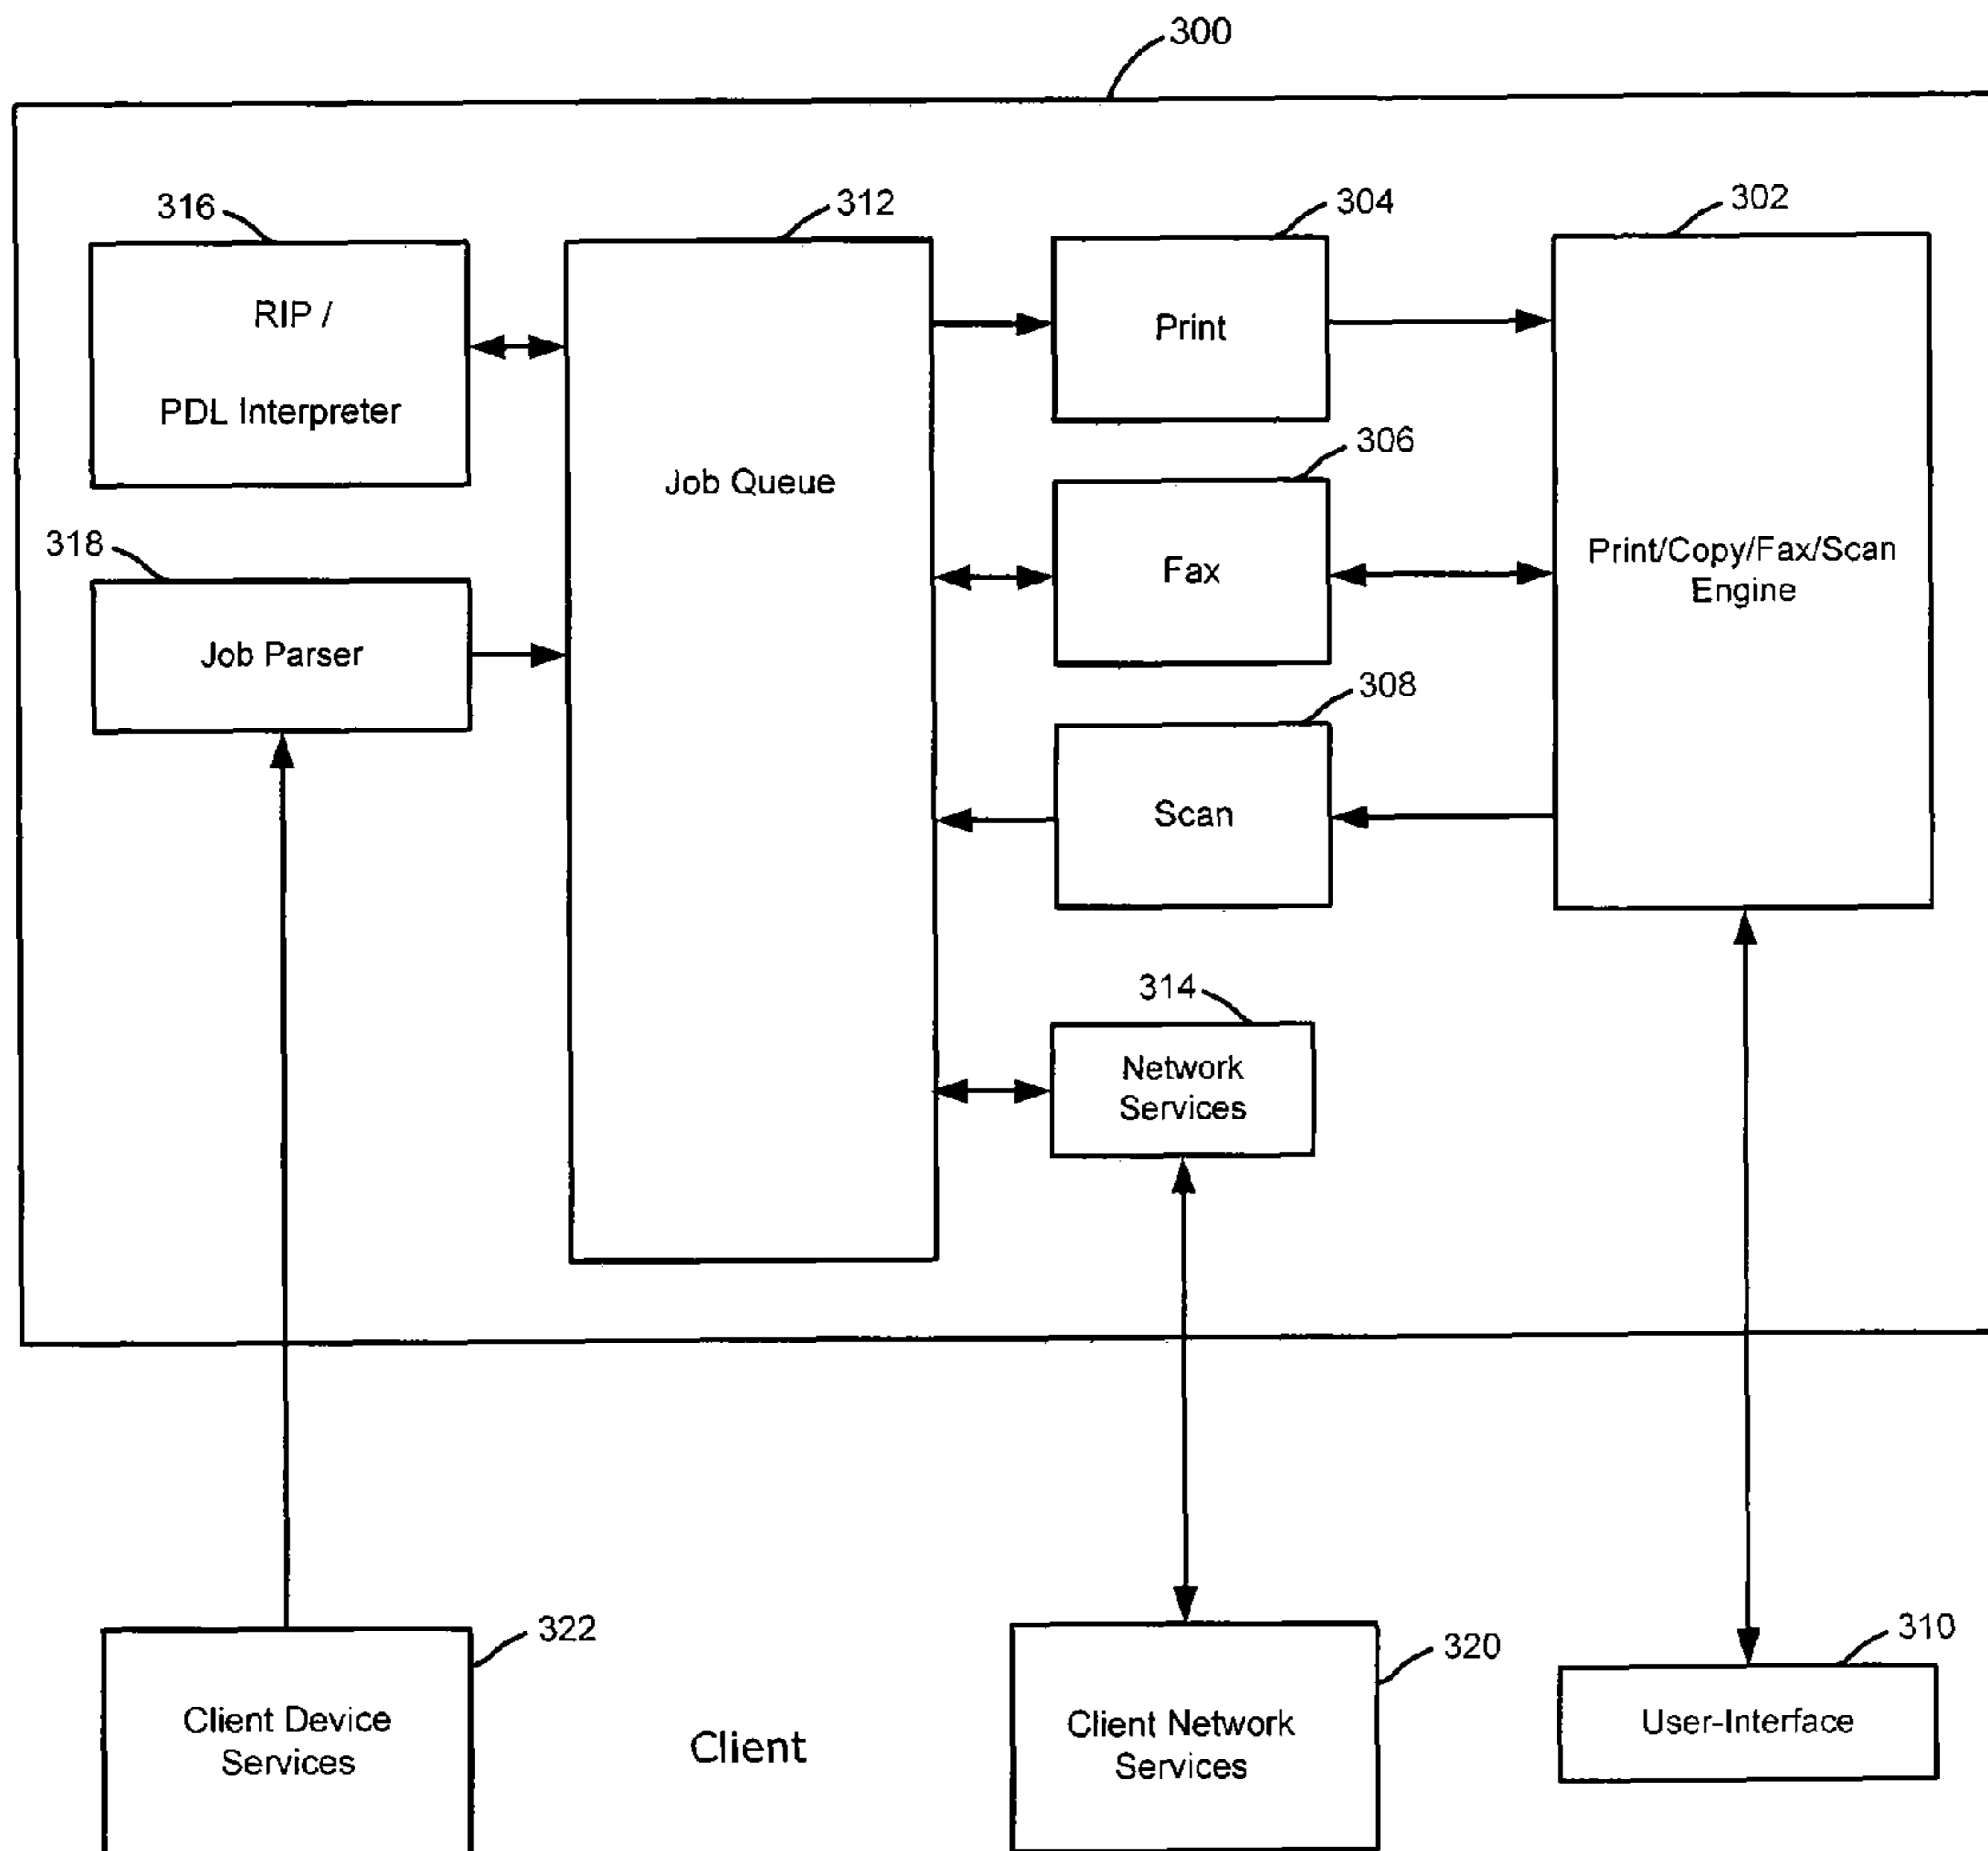 300
316
312
304
302
RIP /
PDL Interpreter
Job Queue
Print
306
318
Job Parser
Fax
Print/Copy/Fax/Scan
Engine
308
Scan
314
Network
Services
322
320
310
Client Device
Services
Client
Client Network
Services
User-Interface